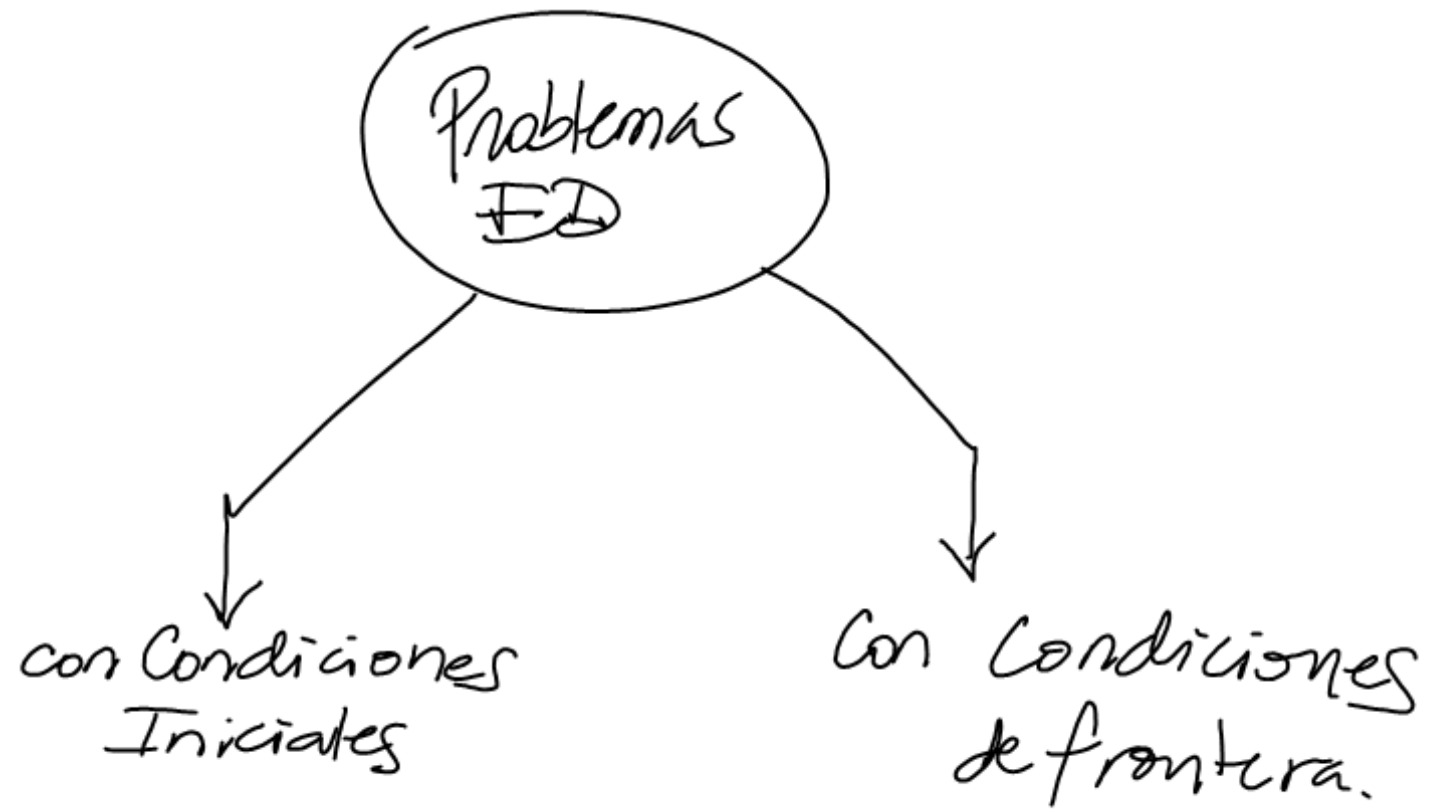 Problemas
ED
con Condiciones
Iniciales
Con Condiciones
de frontera.